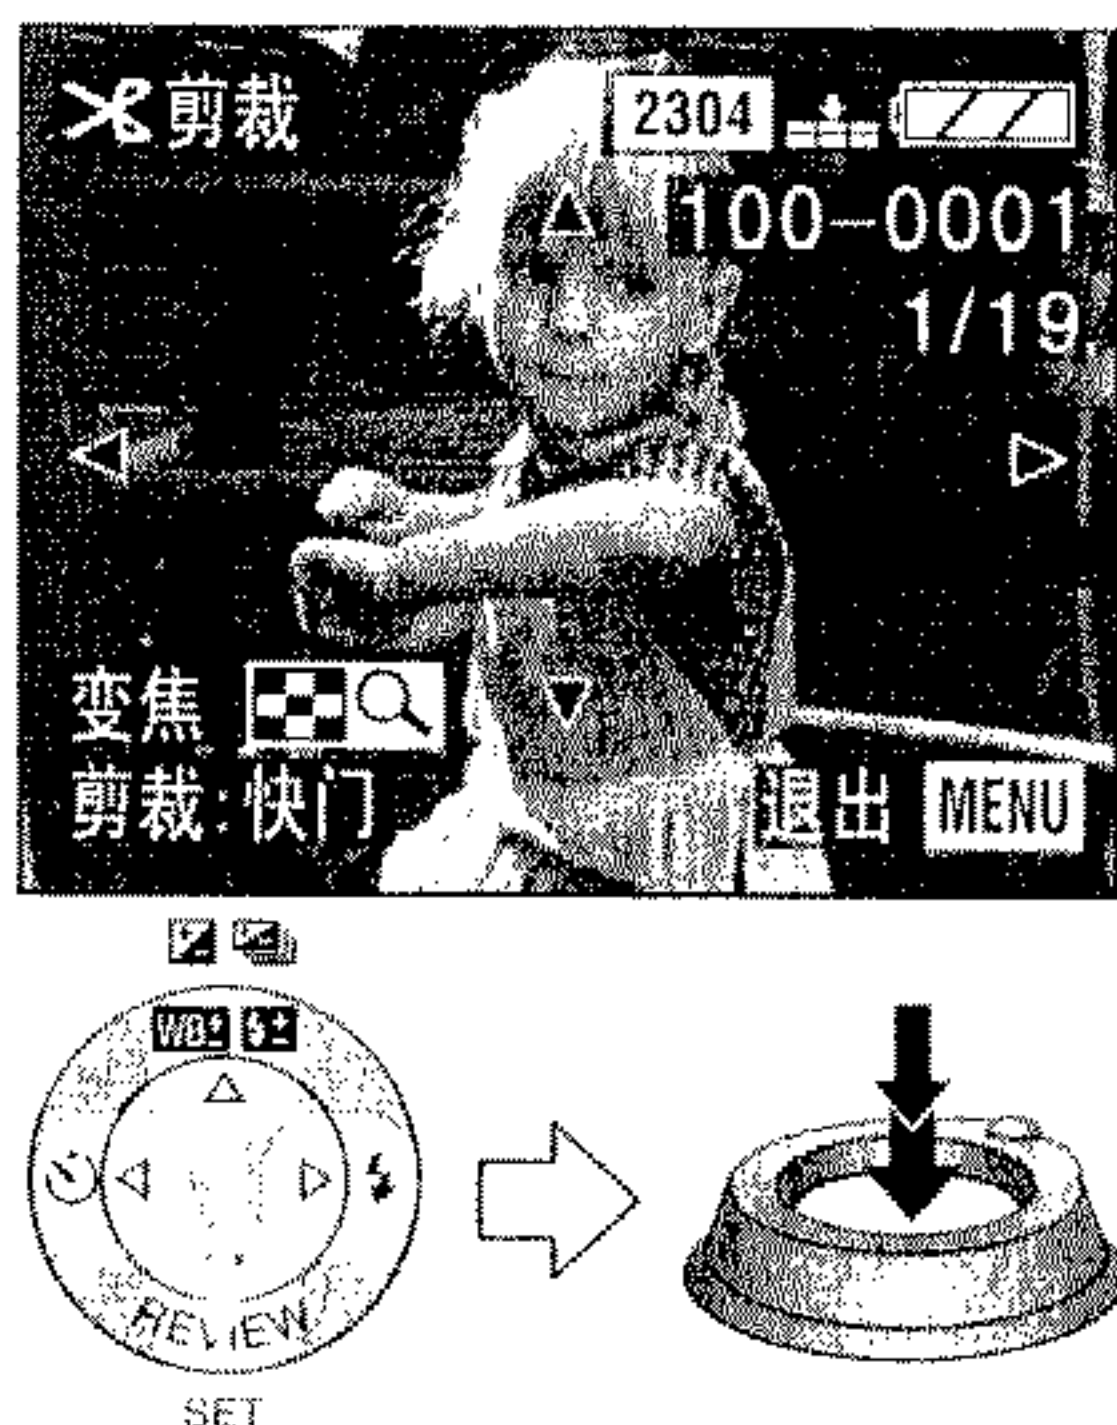 剪裁 2304
100-0001
1/19
变焦
剪裁:快门 退出 MENU
WB± ±
REVIEW
SET